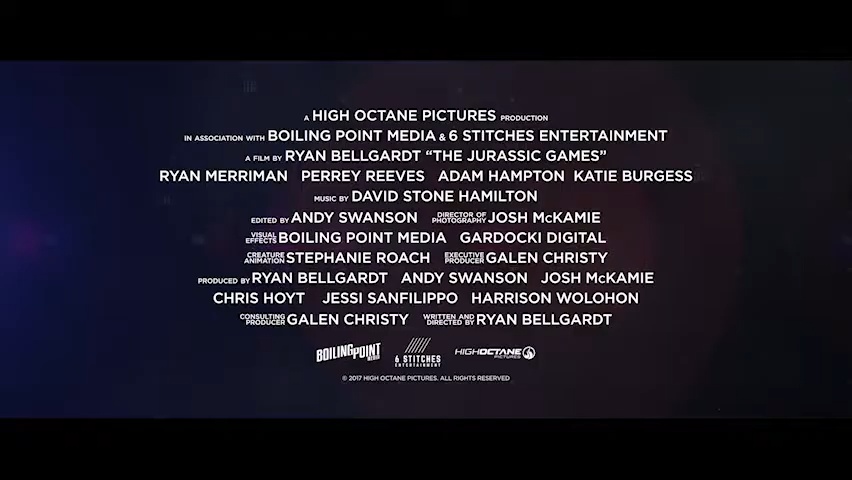 A HIGH OCTANE PICTURES PRODUCTION
IN ASSOCIATION WITH BOILING POINT MEDIA & 6 STITCHES ENTERTAINMENT
A FILM BY RYAN BELLGARDT “THE JURASSIC GAMES”
RYAN MERRIMAN PERREY REEVES ADAM HAMPTON KATIE BURGESS
MUSIC BY DAVID STONE HAMILTON
EDITED BY ANDY SWANSON DIRECTOR OF PHOTOGRAPHY JOSH McKAMIE
VISUAL EFFECTS BOILING POINT MEDIA GARDOCKI DIGITAL
CREATURE ANIMATION STEPHANIE ROACH EXECUTIVE PRODUCER GALEN CHRISTY
PRODUCED BY RYAN BELLGARDT ANDY SWANSON JOSH McKAMIE
CHRIS HOYT JESSI SANFILIPPO HARRISON WOLOHON
CONSULTING PRODUCER GALEN CHRISTY WRITTEN AND DIRECTED BY RYAN BELLGARDT
BOILING POINT MEDIA
6 STITCHES ENTERTAINMENT
HIGHOCTANE PICTURES
© 2017 HIGH OCTANE PICTURES. ALL RIGHTS RESERVED